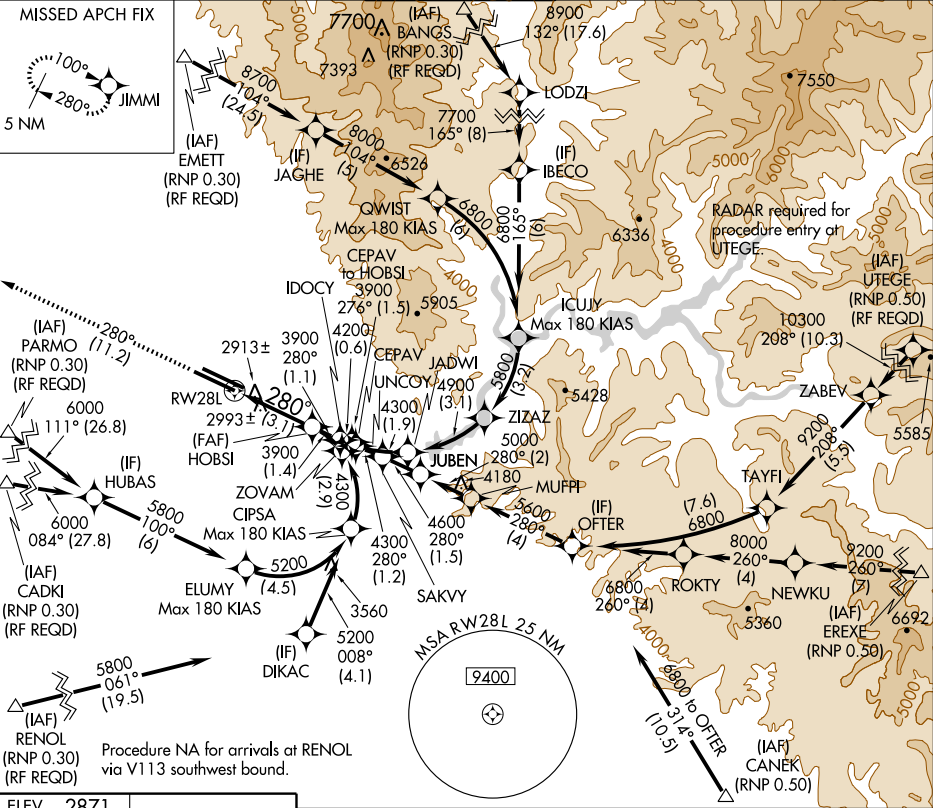 MISSED APCH FIX
100°
280°
JIMMI
5 NM
7700
7393
(IAF)
BANGS
(RNP 0.30)
(RF REQD)
8900
132° (17.6)
LODZI
7700
165° (8)
(IF)
IBECO
6800
165°
(6)
8700
104°
(24.5)
(IAF)
EMETT
(RNP 0.30)
(RF REQD)
(IF)
JAGHE
8000
104°
(5)
6526
QWIST
Max 180 KIAS
6800
(6)
7550
5000
6000
6336
4000
RADAR required for
procedure entry at
UTEGE.
5000
(IAF)
UTEGE
(RNP 0.50)
(RF REQD)
10300
208° (10.3)
ZABEV
5585
9200
208°
(5.5)
TAYFI
4000
5905
ICUJY
Max 180 KIAS
5800
(3.2)
ZIZAZ
5428
CEPAV
to HOBSI
3900
276° (1.5)
IDOCY
4200
(0.6)
3900
280°
(1.1)
CEPAV
UNCOY
4300
(1.9)
JADWI
4900
(3.1)
280°
(11.2)
2913±
RW28L
280°
2993±
(3.1)
(FAF)
HOBSI
3900
(1.4)
ZOVAM
4300
(2.9)
CIPSA
Max 180 KIAS
JUBEN
5000
280° (2)
4180
MUFPI
5600
280°
(4)
(IF)
OFTER
(7.6)
6800
4300
280°
(1.2)
4600
280°
(1.5)
SAKVY
(IAF)
PARMO
(RNP 0.30)
(RF REQD)
6000
111° (26.8)
(IF)
HUBAS
6000
084° (27.8)
(IAF)
CADKI
(RNP 0.30)
(RF REQD)
5800
100°
(6)
ELUMY
Max 180 KIAS
5200
(4.5)
3560
5200
008°
(4.1)
(IF)
DIKAC
6800
260° (4)
ROKTY
8000
260°
(4)
NEWKU
9200
260°
(7)
(IAF)
EREXE
(RNP 0.50)
6692
5360
4000
5000
MSA RW28L 25 NM
9400
6800 to OFTER
314°
(10.5)
(IAF)
CANEK
(RNP 0.50)
5800
061°
(19.5)
(IAF)
RENOL
(RNP 0.30)
(RF REQD)
Procedure NA for arrivals at RENOL
via V113 southwest bound.
ELEV 2871